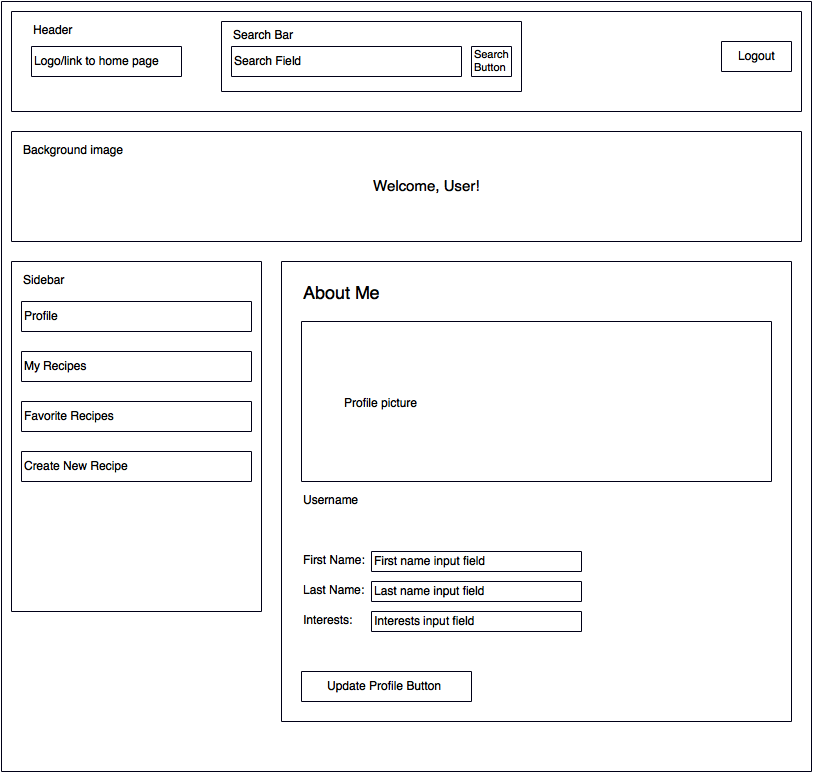 Header
Logo/link to home page
Search Bar
Search Field
Search
Button
Logout
Background image
Welcome, User!
Sidebar
Profile
My Recipes
Favorite Recipes
Create New Recipe
About Me
Profile picture
Username
First Name: First name input field
Last Name: Last name input field
Interests: Interests input field
Update Profile Button